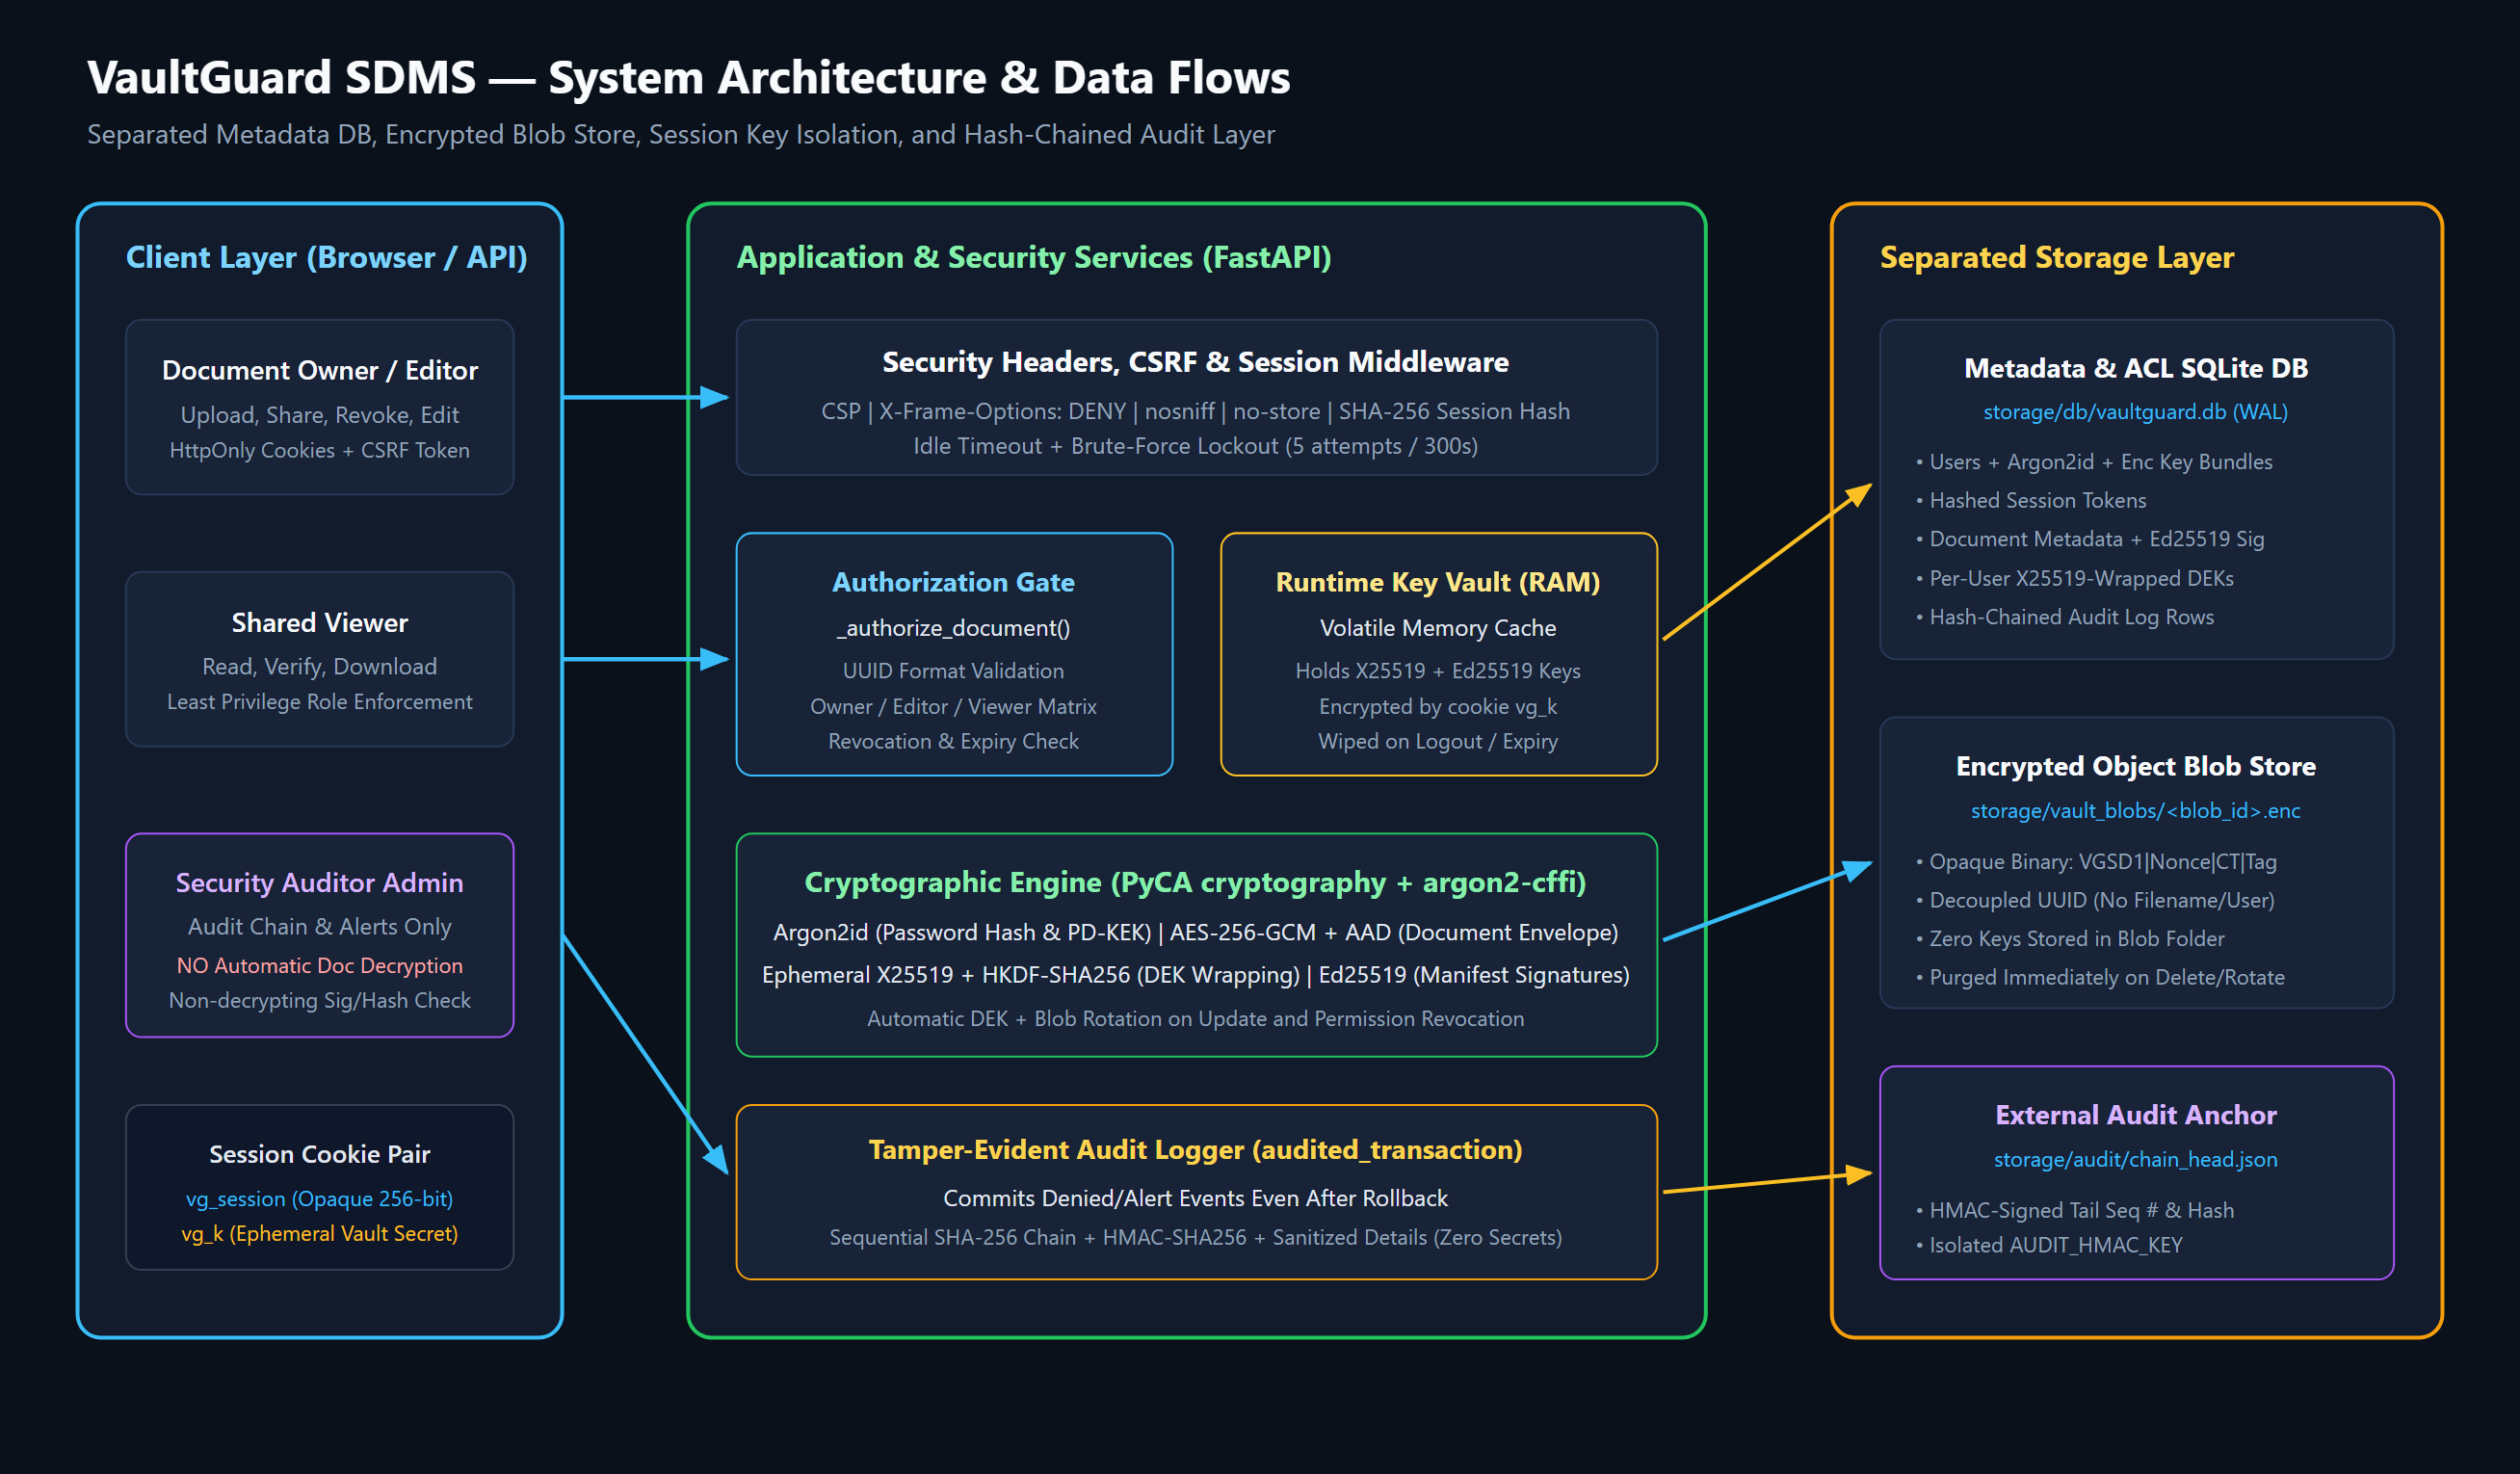 VaultGuard SDMS — System Architecture & Data Flows
Separated Metadata DB, Encrypted Blob Store, Session Key Isolation, and Hash-Chained Audit Layer
Client Layer (Browser / API)
Document Owner / Editor
Upload, Share, Revoke, Edit
HttpOnly Cookies + CSRF Token
Shared Viewer
Read, Verify, Download
Least Privilege Role Enforcement
Security Auditor Admin
Audit Chain & Alerts Only
NO Automatic Doc Decryption
Non-decrypting Sig/Hash Check
Session Cookie Pair
vg_session (Opaque 256-bit)
vg_k (Ephemeral Vault Secret)
Application & Security Services (FastAPI)
Security Headers, CSRF & Session Middleware
CSP | X-Frame-Options: DENY | nosniff | no-store | SHA-256 Session Hash
Idle Timeout + Brute-Force Lockout (5 attempts / 300s)
Authorization Gate
_authorize_document()
UUID Format Validation
Owner / Editor / Viewer Matrix
Revocation & Expiry Check
Runtime Key Vault (RAM)
Volatile Memory Cache
Holds X25519 + Ed25519 Keys
Encrypted by cookie vg_k
Wiped on Logout / Expiry
Cryptographic Engine (PyCA cryptography + argon2-cffi)
Argon2id (Password Hash & PD-KEK) | AES-256-GCM + AAD (Document Envelope)
Ephemeral X25519 + HKDF-SHA256 (DEK Wrapping) | Ed25519 (Manifest Signatures)
Automatic DEK + Blob Rotation on Update and Permission Revocation
Tamper-Evident Audit Logger (audited_transaction)
Commits Denied/Alert Events Even After Rollback
Sequential SHA-256 Chain + HMAC-SHA256 + Sanitized Details (Zero Secrets)
Separated Storage Layer
Metadata & ACL SQLite DB
storage/db/vaultguard.db (WAL)
• Users + Argon2id + Enc Key Bundles
• Hashed Session Tokens
• Document Metadata + Ed25519 Sig
• Per-User X25519-Wrapped DEKs
• Hash-Chained Audit Log Rows
Encrypted Object Blob Store
storage/vault_blobs/<blob_id>.enc
• Opaque Binary: VGSD1|Nonce|CT|Tag
• Decoupled UUID (No Filename/User)
• Zero Keys Stored in Blob Folder
• Purged Immediately on Delete/Rotate
External Audit Anchor
storage/audit/chain_head.json
• HMAC-Signed Tail Seq # & Hash
• Isolated AUDIT_HMAC_KEY